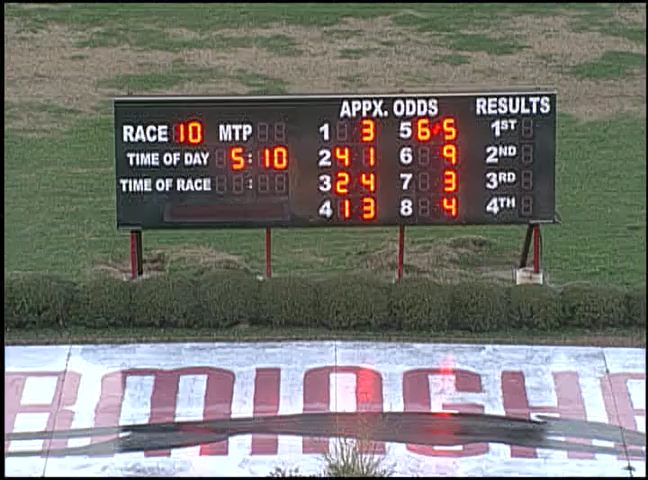 APPX. ODDS RESULTS
RACE 10 MTP 1 3 5 6-5 1ST
TIME OF DAY 5:10 2 41 6 9 2ND
TIME OF RACE 3 24 7 3 3RD
4 13 8 4 4TH
RMINGH